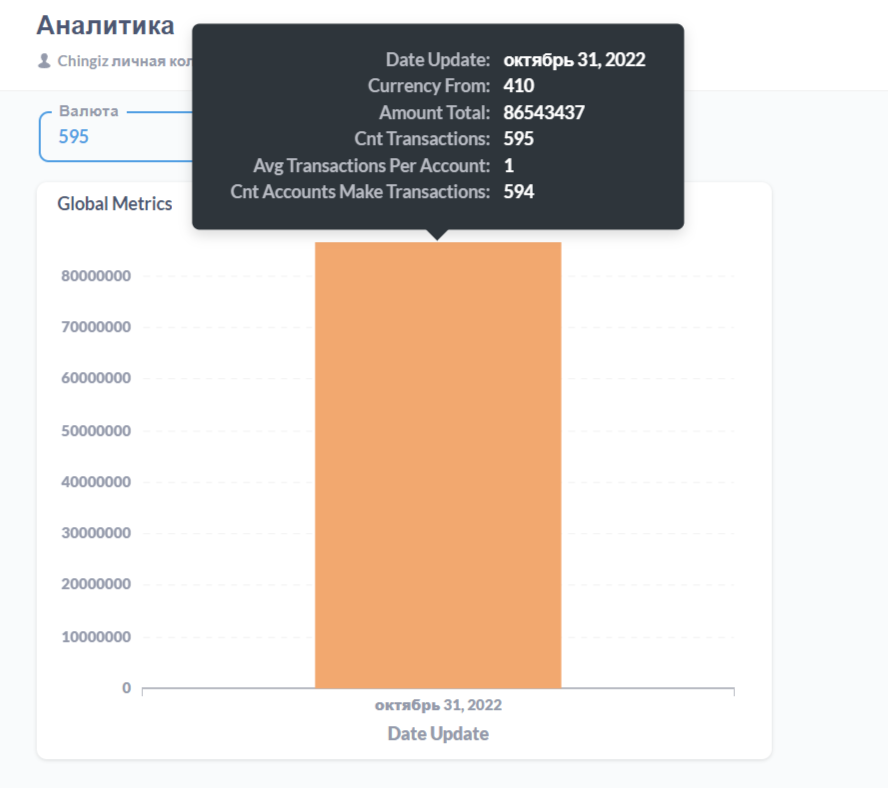 Аналитика
Chingiz личная кол
Date Update: октябрь 31, 2022
Currency From: 410
Amount Total: 86543437
Cnt Transactions: 595
Avg Transactions Per Account: 1
Cnt Accounts Make Transactions: 594
Валюта
595
Global Metrics
80000000
70000000
60000000
50000000
40000000
30000000
20000000
10000000
0
октябрь 31, 2022
Date Update